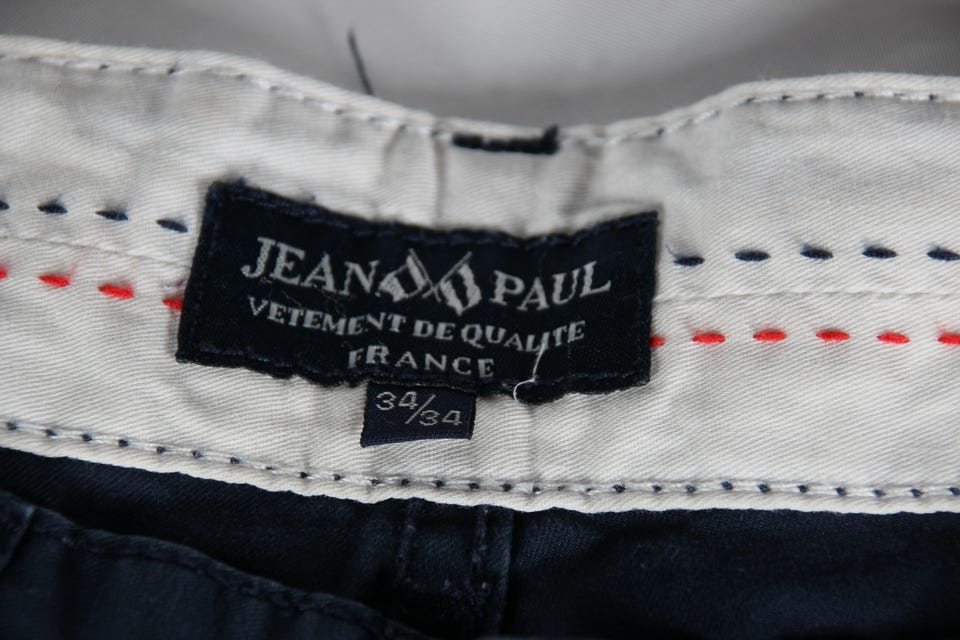 JEAN PAUL
VETEMENT DE QUALITE
FRANCE
34/34